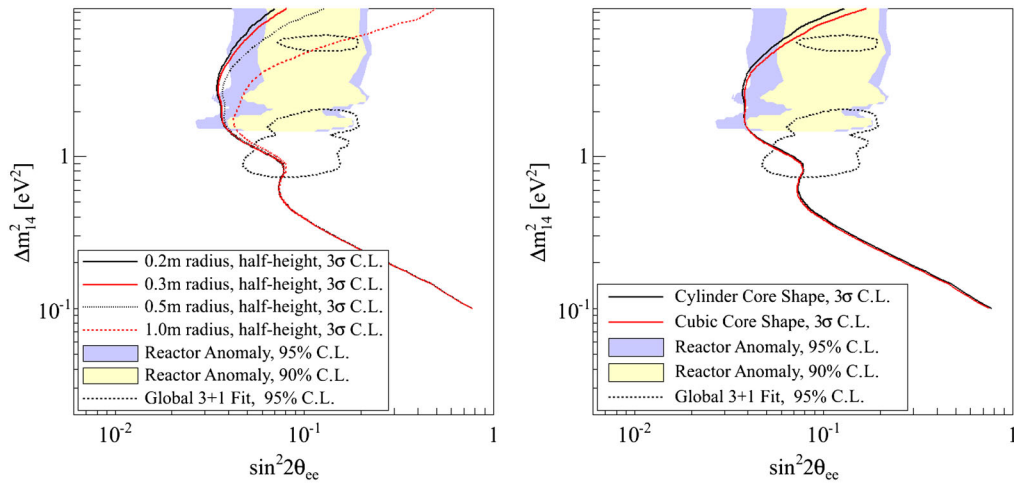 Δm²₁₄ [eV²]
1
10⁻¹
0.2m radius, half-height, 3σ C.L.
0.3m radius, half-height, 3σ C.L.
0.5m radius, half-height, 3σ C.L.
1.0m radius, half-height, 3σ C.L.
Reactor Anomaly, 95% C.L.
Reactor Anomaly, 90% C.L.
Global 3+1 Fit, 95% C.L.
10⁻² 10⁻¹ 1
sin²2θₑₑ
Δm²₁₄ [eV²]
1
10⁻¹
Cylinder Core Shape, 3σ C.L.
Cubic Core Shape, 3σ C.L.
Reactor Anomaly, 95% C.L.
Reactor Anomaly, 90% C.L.
Global 3+1 Fit, 95% C.L.
10⁻² 10⁻¹ 1
sin²2θₑₑ